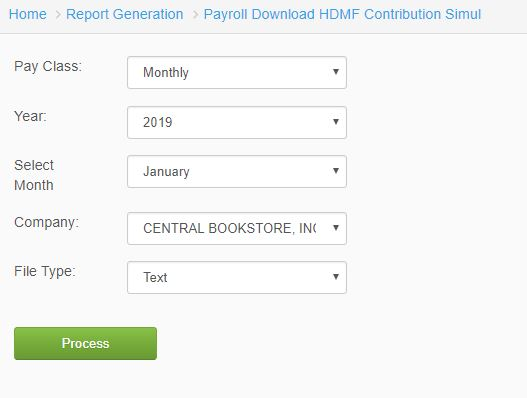 Home > Report Generation > Payroll Download HDMF Contribution Simul
Pay Class: Monthly
Year: 2019
Select
Month January
Company: CENTRAL BOOKSTORE, INC
File Type: Text
Process